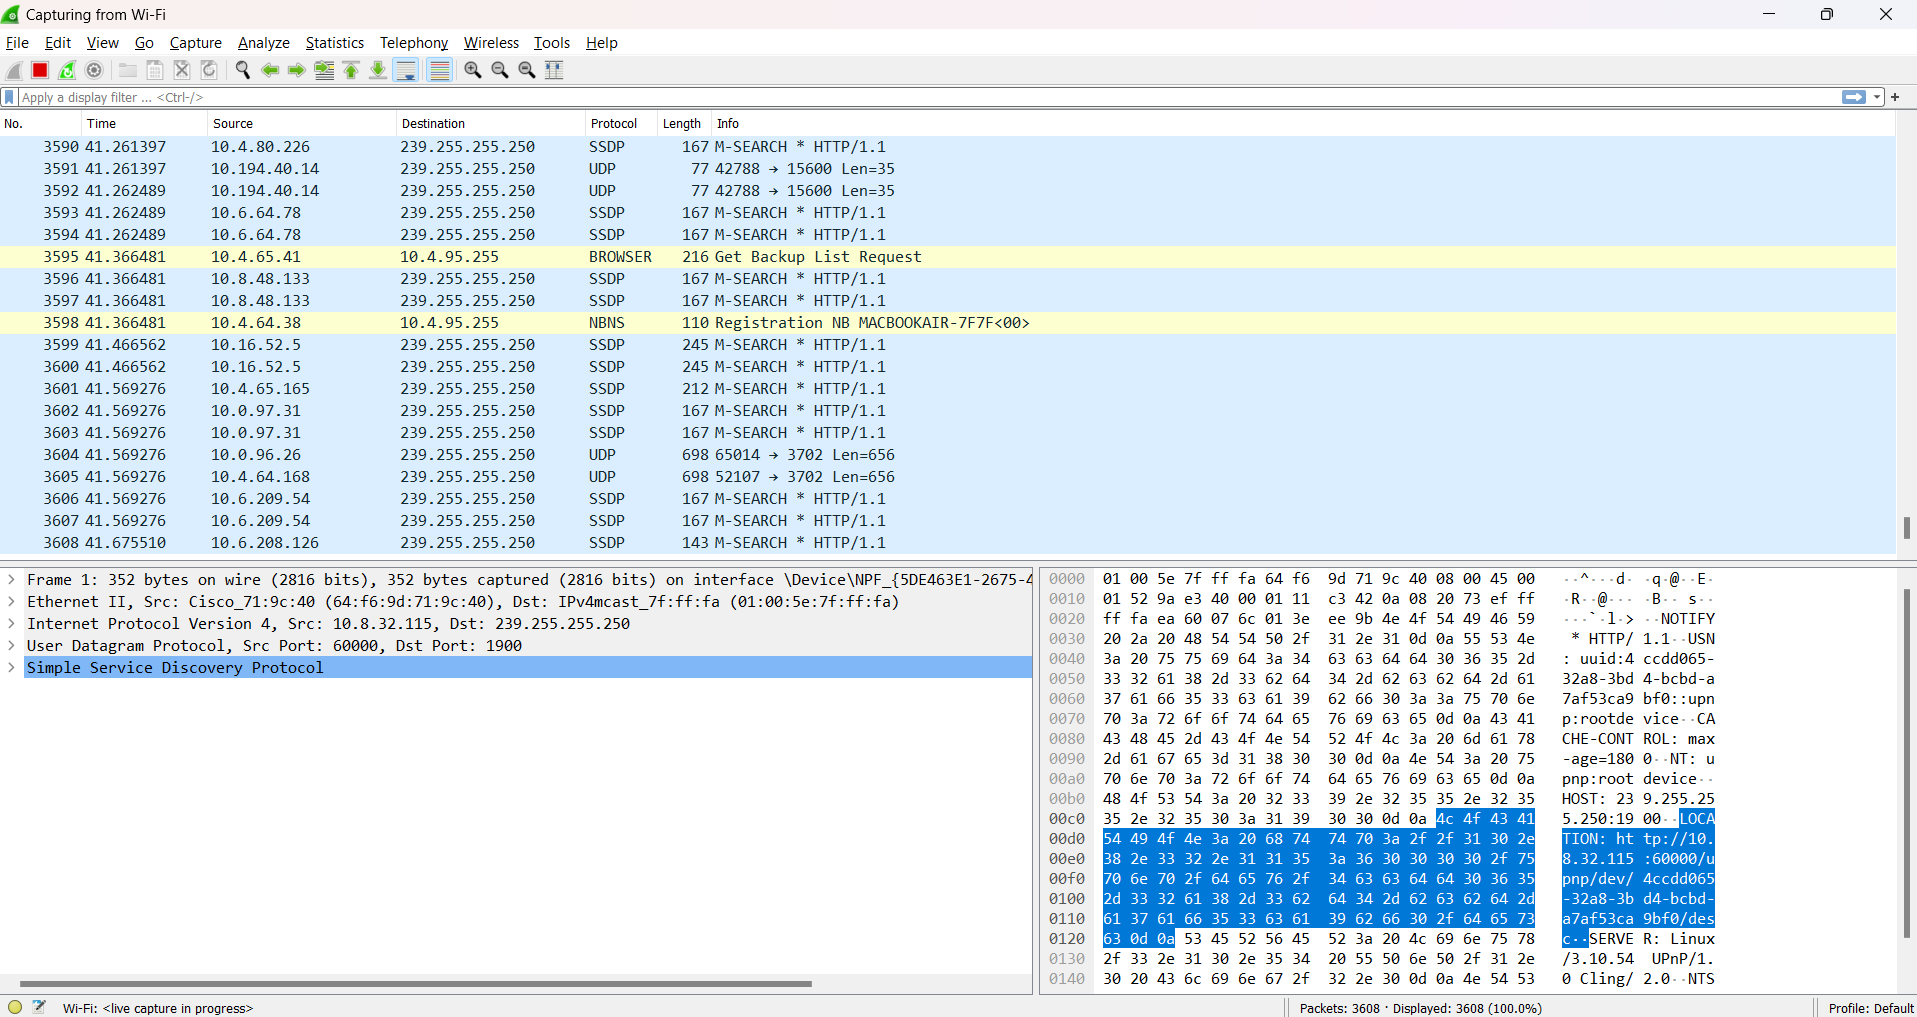 Capturing from Wi-Fi
File Edit View Go Capture Analyze Statistics Telephony Wireless Tools Help
Apply a display filter ... <Ctrl-/>
No. Time Source Destination Protocol Length Info
3590 41.261397 10.4.80.226 239.255.255.250 SSDP 167 M-SEARCH * HTTP/1.1
3591 41.261397 10.194.40.14 239.255.255.250 UDP 77 42788 → 15600 Len=35
3592 41.262489 10.194.40.14 239.255.255.250 UDP 77 42788 → 15600 Len=35
3593 41.262489 10.6.64.78 239.255.255.250 SSDP 167 M-SEARCH * HTTP/1.1
3594 41.262489 10.6.64.78 239.255.255.250 SSDP 167 M-SEARCH * HTTP/1.1
3595 41.366481 10.4.65.41 10.4.95.255 BROWSER 216 Get Backup List Request
3596 41.366481 10.8.48.133 239.255.255.250 SSDP 167 M-SEARCH * HTTP/1.1
3597 41.366481 10.8.48.133 239.255.255.250 SSDP 167 M-SEARCH * HTTP/1.1
3598 41.366481 10.4.64.38 10.4.95.255 NBNS 110 Registration NB MACBOOKAIR-7F7F<00>
3599 41.466562 10.16.52.5 239.255.255.250 SSDP 245 M-SEARCH * HTTP/1.1
3600 41.466562 10.16.52.5 239.255.255.250 SSDP 245 M-SEARCH * HTTP/1.1
3601 41.569276 10.4.65.165 239.255.255.250 SSDP 212 M-SEARCH * HTTP/1.1
3602 41.569276 10.0.97.31 239.255.255.250 SSDP 167 M-SEARCH * HTTP/1.1
3603 41.569276 10.0.97.31 239.255.255.250 SSDP 167 M-SEARCH * HTTP/1.1
3604 41.569276 10.0.96.26 239.255.255.250 UDP 698 65014 → 3702 Len=656
3605 41.569276 10.4.64.168 239.255.255.250 UDP 698 52107 → 3702 Len=656
3606 41.569276 10.6.209.54 239.255.255.250 SSDP 167 M-SEARCH * HTTP/1.1
3607 41.569276 10.6.209.54 239.255.255.250 SSDP 167 M-SEARCH * HTTP/1.1
3608 41.675510 10.6.208.126 239.255.255.250 SSDP 143 M-SEARCH * HTTP/1.1
Frame 1: 352 bytes on wire (2816 bits), 352 bytes captured (2816 bits) on interface \Device\NPF_{5DE463E1-2675-4
Ethernet II, Src: Cisco_71:9c:40 (64:f6:9d:71:9c:40), Dst: IPv4mcast_7f:ff:fa (01:00:5e:7f:ff:fa)
Internet Protocol Version 4, Src: 10.8.32.115, Dst: 239.255.255.250
User Datagram Protocol, Src Port: 60000, Dst Port: 1900
Simple Service Discovery Protocol
0000 01 00 5e 7f ff fa 64 f6 9d 71 9c 40 08 00 45 00 ··^···d· ·q·@··E·
0010 01 52 9a e3 40 00 01 11 c3 42 0a 08 20 73 ef ff ·R··@··· ·B·· s··
0020 ff fa ea 60 07 6c 01 3e ee 9b 4e 4f 54 49 46 59 ···`·l·> ··NOTIFY
0030 20 2a 20 48 54 54 50 2f 31 2e 31 0d 0a 55 53 4e * HTTP/ 1.1··USN
0040 3a 20 75 75 69 64 3a 34 63 63 64 64 30 36 35 2d : uuid:4 ccdd065-
0050 33 32 61 38 2d 33 62 64 34 2d 62 63 62 64 2d 61 32a8-3bd 4-bcbd-a
0060 37 61 66 35 33 63 61 39 62 66 30 3a 3a 75 70 6e 7af53ca9 bf0::upn
0070 70 3a 72 6f 6f 74 64 65 76 69 63 65 0d 0a 43 41 p:rootde vice··CA
0080 43 48 45 2d 43 4f 4e 54 52 4f 4c 3a 20 6d 61 78 CHE-CONT ROL: max
0090 2d 61 67 65 3d 31 38 30 30 0d 0a 4e 54 3a 20 75 -age=180 0··NT: u
00a0 70 6e 70 3a 72 6f 6f 74 64 65 76 69 63 65 0d 0a pnp:root device··
00b0 48 4f 53 54 3a 20 32 33 39 2e 32 35 35 2e 32 35 HOST: 23 9.255.25
00c0 35 2e 32 35 30 3a 31 39 30 30 0d 0a 4c 4f 43 41 5.250:19 00··LOCA
00d0 54 49 4f 4e 3a 20 68 74 74 70 3a 2f 2f 31 30 2e TION: ht tp://10.
00e0 38 2e 33 32 2e 31 31 35 3a 36 30 30 30 30 2f 75 8.32.115 :60000/u
00f0 70 6e 70 2f 64 65 76 2f 34 63 63 64 64 30 36 35 pnp/dev/ 4ccdd065
0100 2d 33 32 61 38 2d 33 62 64 34 2d 62 63 62 64 2d -32a8-3b d4-bcbd-
0110 61 37 61 66 35 33 63 61 39 62 66 30 2f 64 65 73 a7af53ca 9bf0/des
0120 63 0d 0a 53 45 52 56 45 52 3a 20 4c 69 6e 75 78 c··SERVE R: Linux
0130 2f 33 2e 31 30 2e 35 34 20 55 50 6e 50 2f 31 2e /3.10.54 UPnP/1.
0140 30 20 43 6c 69 6e 67 2f 32 2e 30 0d 0a 4e 54 53 0 Cling/ 2.0··NTS
Wi-Fi: <live capture in progress> Packets: 3608 · Displayed: 3608 (100.0%) Profile: Default